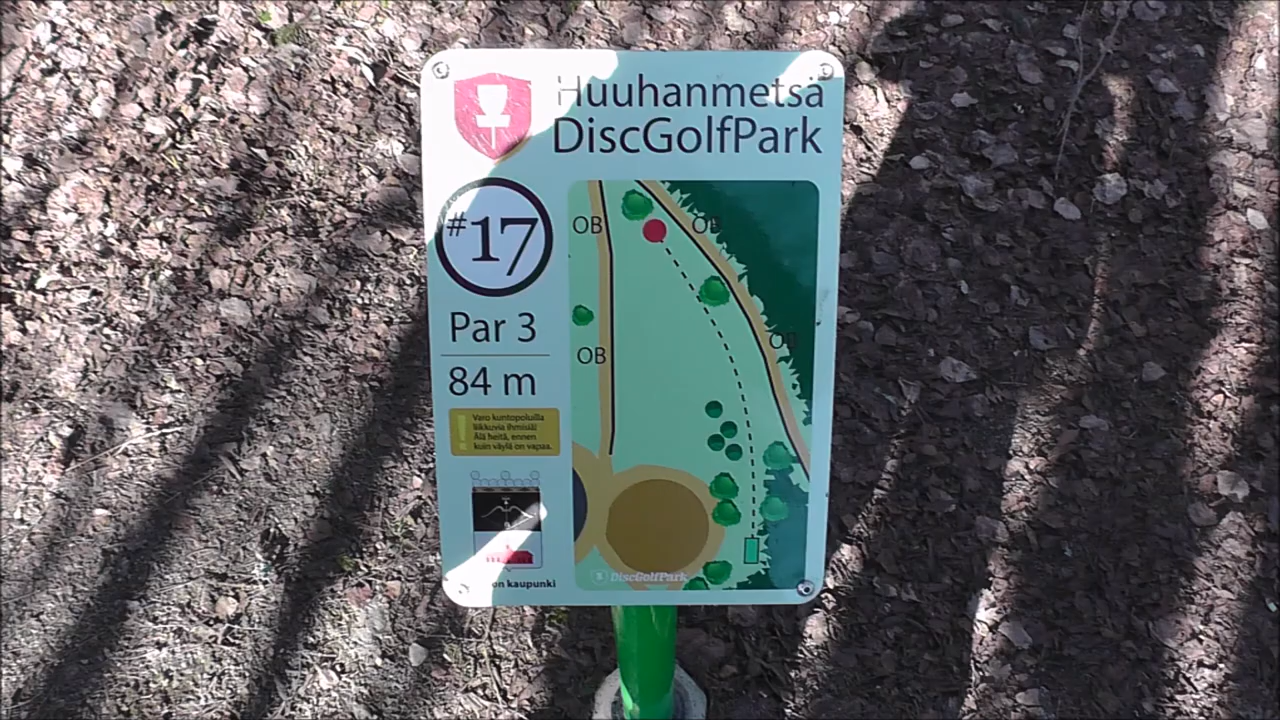 Huuhanmetsä
DiscGolfPark
#17
Par 3
84 m
OB
OB
OB
OB
Varo kuntopoluilla
liikkuvia ihmisiä!
Älä heitä, ennen
kuin väylä on vapaa.
kaupunki
DiscGolfPark